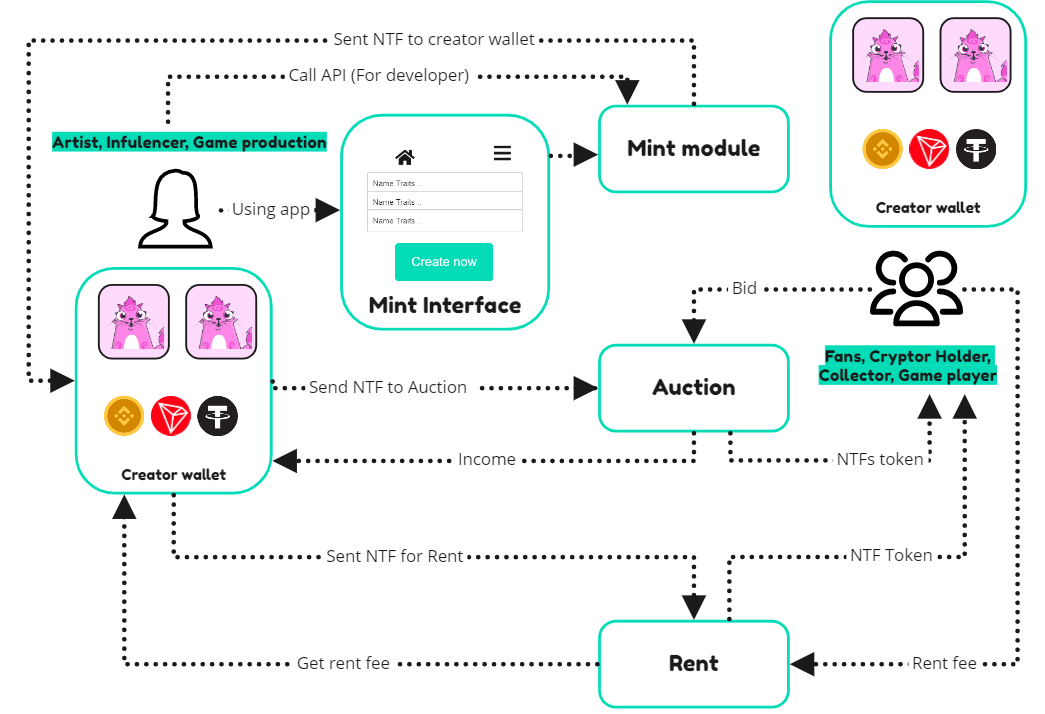 Sent NTF to creator wallet
Call API (For developer)
Artist, Infulencer, Game production
Mint module
Name Traits ..
Name Traits ..
Name Traits ..
Using app
Create now
Mint Interface
Creator wallet
Bid
Fans, Cryptor Holder,
Collector, Game player
Send NTF to Auction
Auction
Income
NTFs token
Creator wallet
Sent NTF for Rent
NTF Token
Get rent fee
Rent
Rent fee